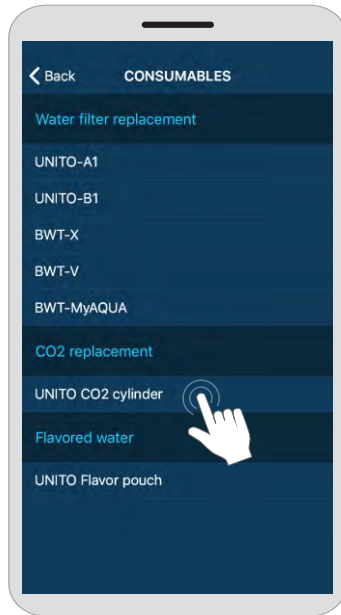 Back CONSUMABLES
Water filter replacement
UNITO-A1
UNITO-B1
BWT-X
BWT-V
BWT-MyAQUA
CO2 replacement
UNITO CO2 cylinder
Flavored water
UNITO Flavor pouch